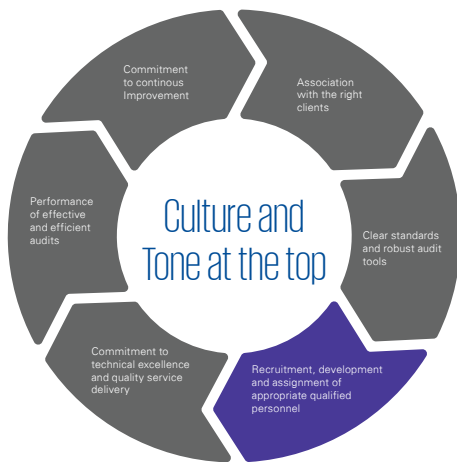 Commitment
to continous
Improvement
Association
with the right
clients
Clear standards
and robust audit
tools
Recruitment, development
and assignment of
appropriate qualified
personnel
Commitment to
technical excellence
and quality service
delivery
Performance
of effective
and efficient
audits
Culture and
Tone at the top